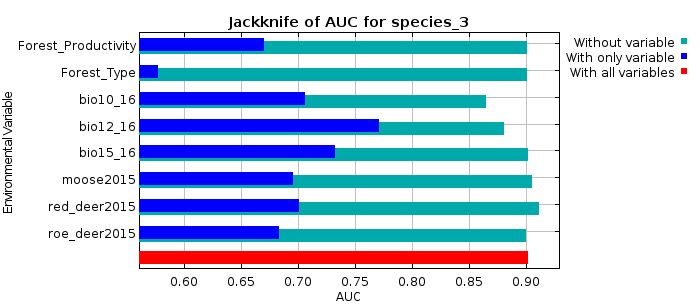 Jackknife of AUC for species_3
Environmental Variable
Forest_Productivity
Forest_Type
bio10_16
bio12_16
bio15_16
moose2015
red_deer2015
roe_deer2015
0.60 0.65 0.70 0.75 0.80 0.85 0.90
AUC
Without variable
With only variable
With all variables